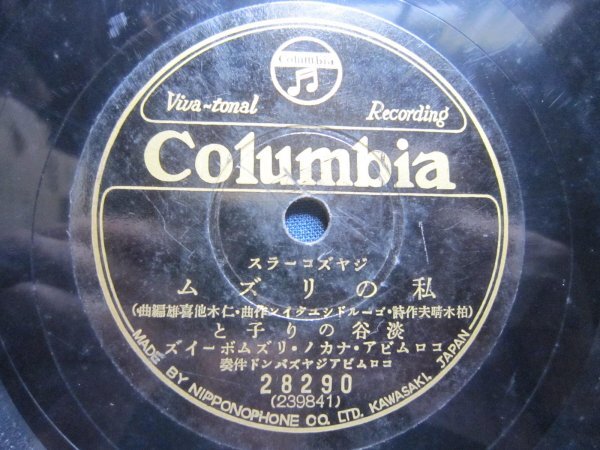 Columbia
Viva-tonal Recording
Columbia
ジヤズコーラス
私のリズム
(柏木晴夫作詩・ゴールドシユタイン作曲・仁木他喜雄編曲)
淡谷のり子と
コロムビア・ナカノ・リズムボーイズ
コロムビアジヤズバンド伴奏
28290
(239841)
MADE BY NIPPONOPHONE CO. LTD. KAWASAKI, JAPAN